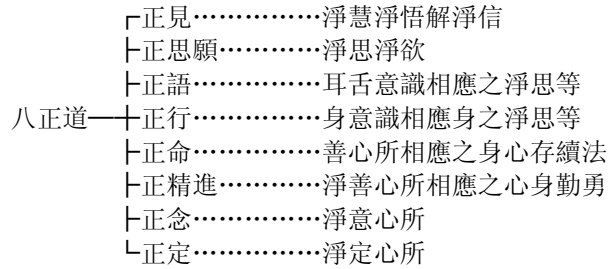 ┌正見……………淨慧淨悟解淨信
├正思願…………淨思淨欲
├正語……………耳舌意識相應之淨思等
八正道─┼正行……………身意識相應身之淨思等
├正命……………善心所相應之身心存續法
├正精進…………淨善心所相應之心身勤勇
├正念……………淨意心所
└正定……………淨定心所